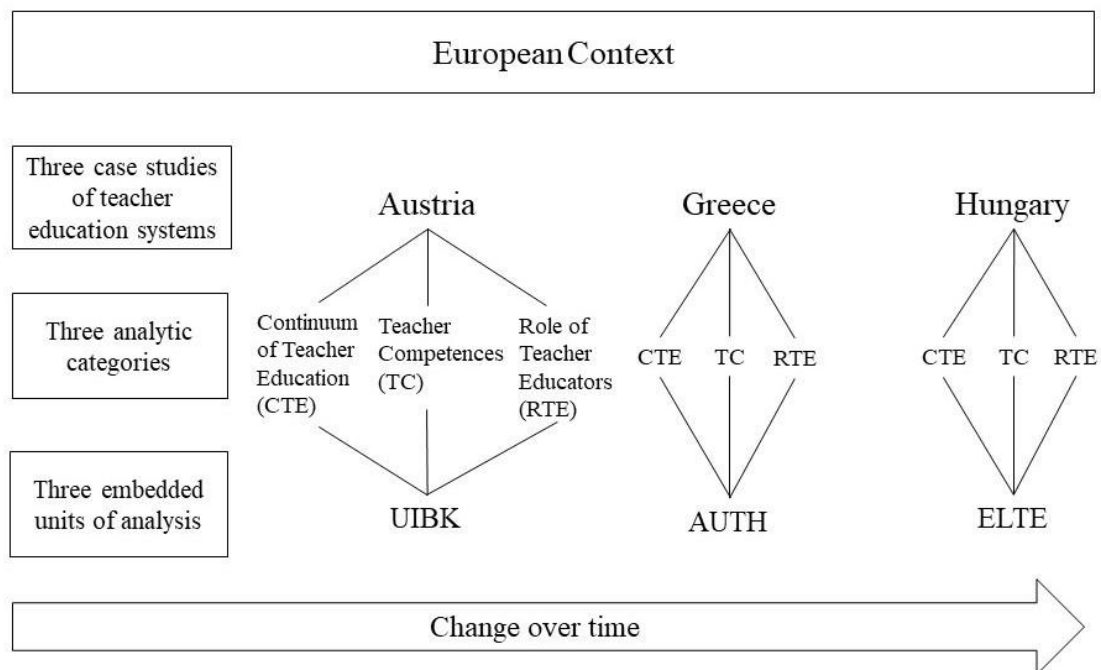 European Context
Three case studies
of teacher
education systems
Austria
Greece
Hungary
Three analytic
categories
Continuum
of Teacher
Education
(CTE)
Teacher
Competences
(TC)
Role of
Teacher
Educators
(RTE)
CTE
TC
RTE
CTE
TC
RTE
Three embedded
units of analysis
UIBK
AUTH
ELTE
Change over time